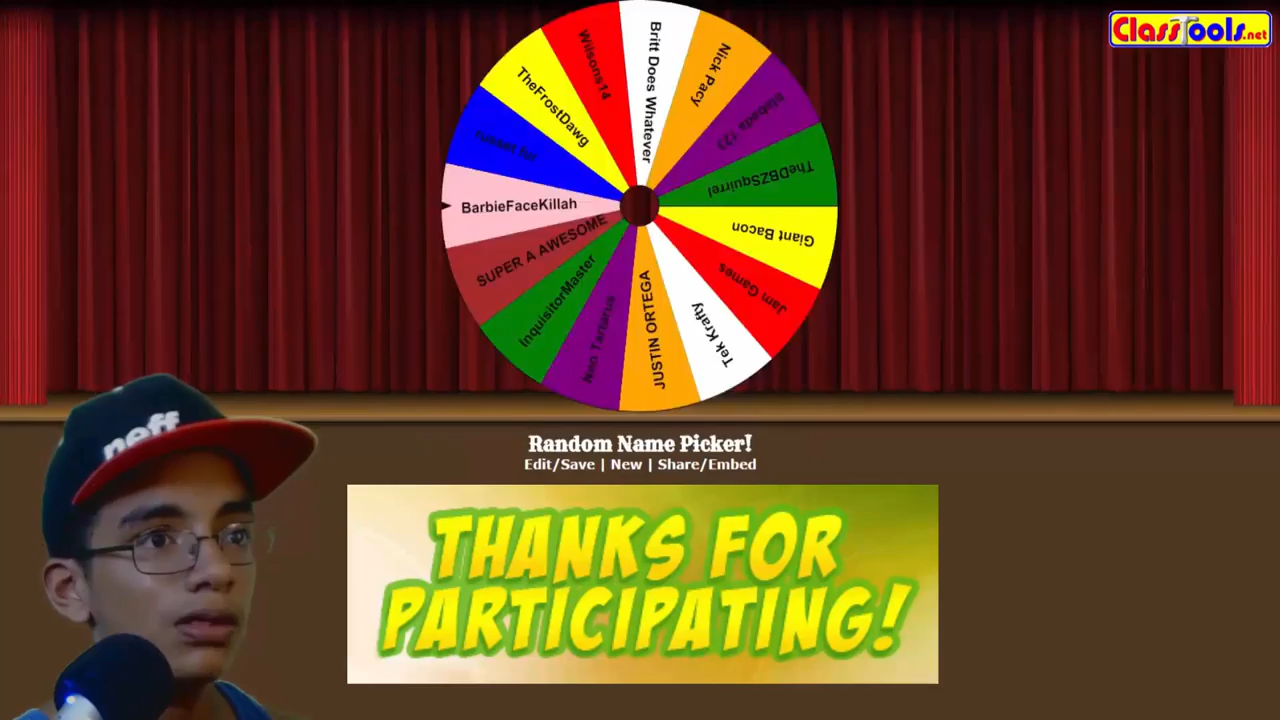 ClassTools.net
Britt Does Whatever
Nick Pacy
TheDBZSquirrel
Giant Bacon
Jam Games
Tek Krafty
JUSTIN ORTEGA
Neo Tartarus
InquisitorMaster
SUPER A AWESOME
BarbieFaceKillah
TheFrostDawg
Wilsons14
neff
Random Name Picker!
Edit/Save | New | Share/Embed
THANKS FOR
PARTICIPATING!